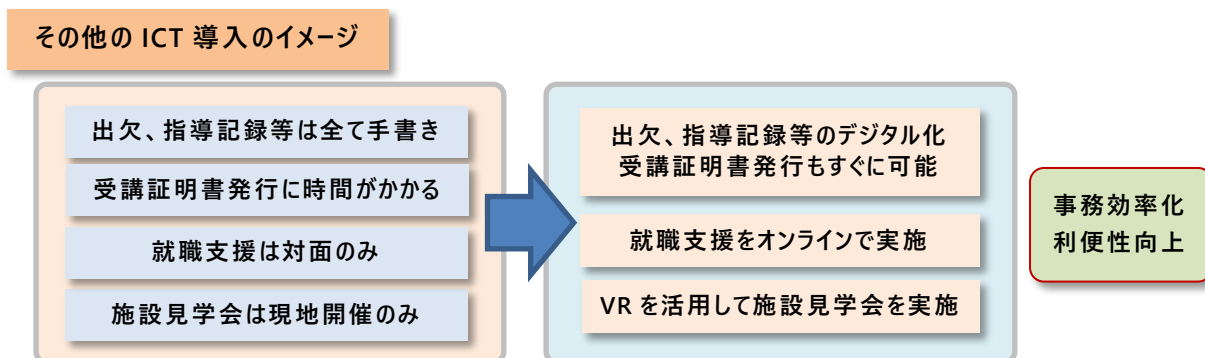 その他の ICT 導入のイメージ
出欠、指導記録等は全て手書き
受講証明書発行に時間がかかる
就職支援は対面のみ
施設見学会は現地開催のみ
出欠、指導記録等のデジタル化
受講証明書発行もすぐに可能
就職支援をオンラインで実施
VR を活用して施設見学会を実施
事務効率化
利便性向上